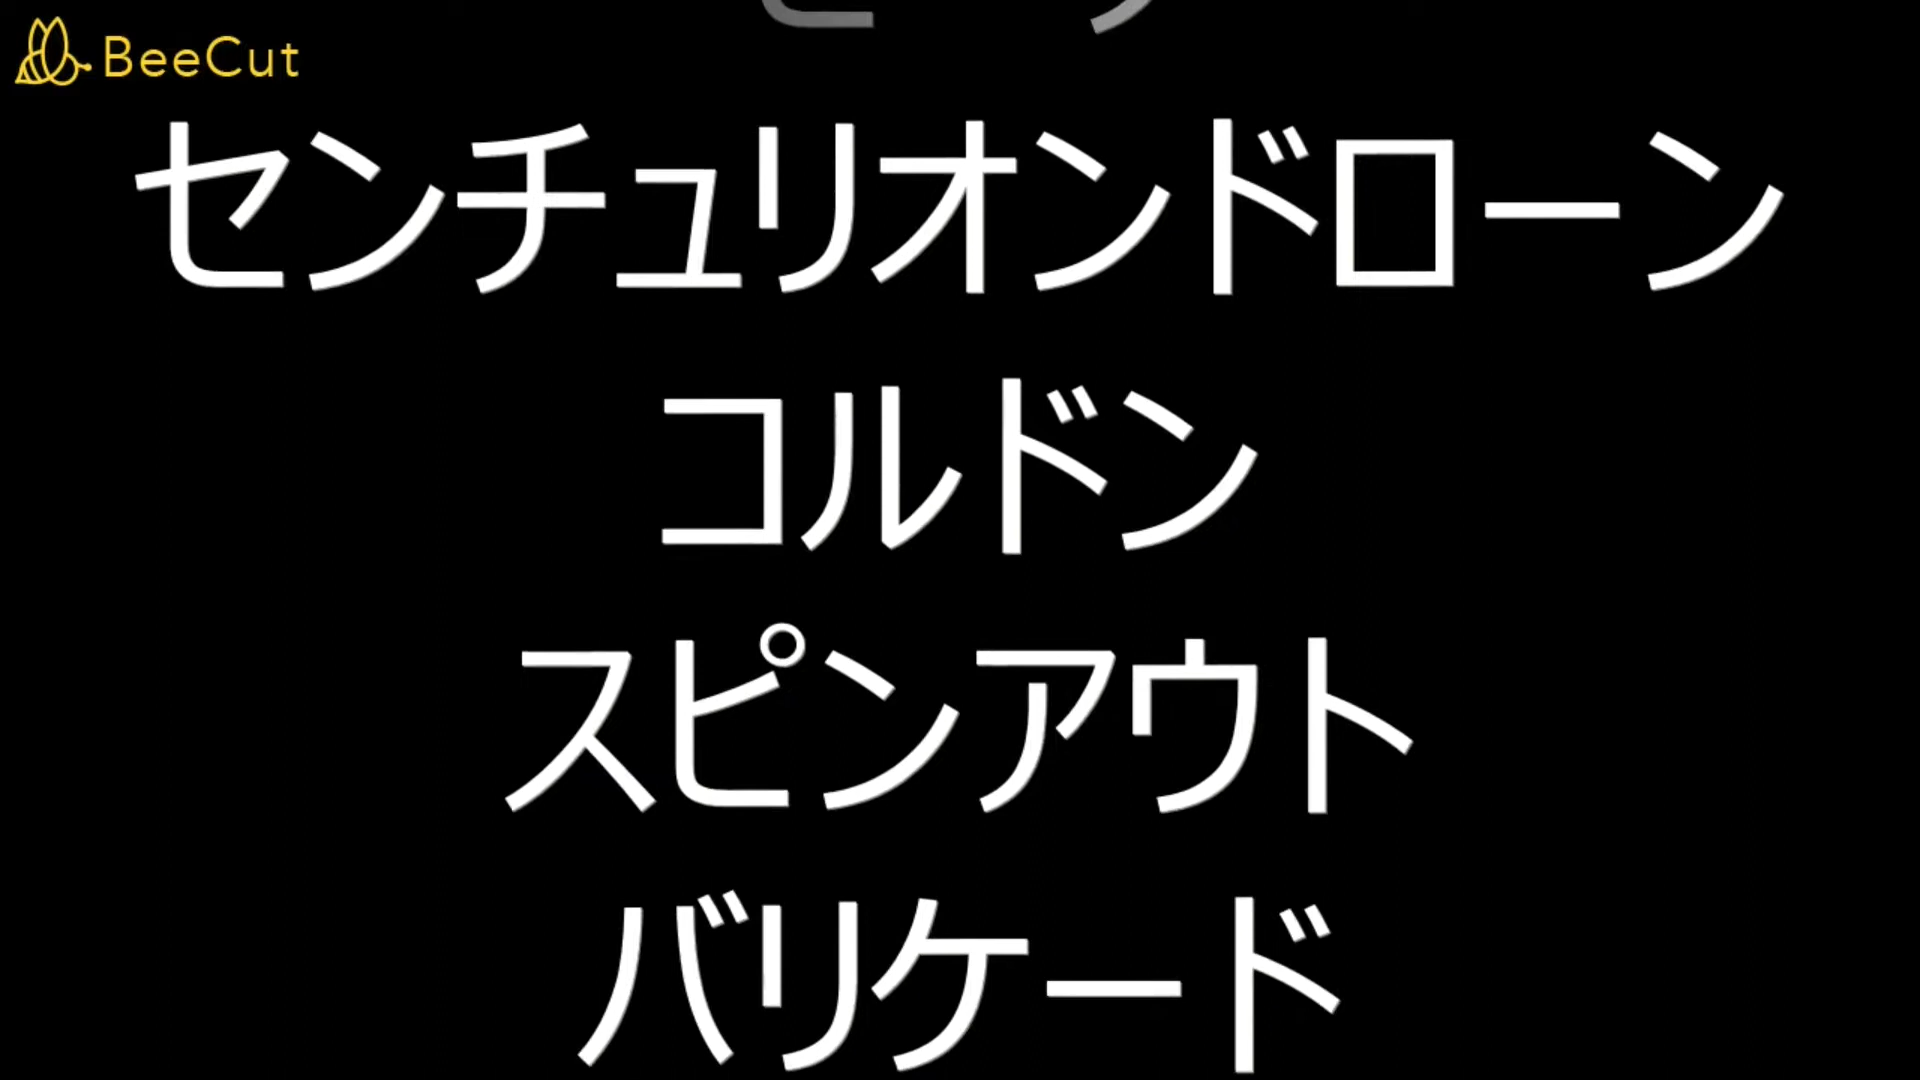 BeeCut
センチュリオンドローン
コルドン
スピンアウト
バリケード